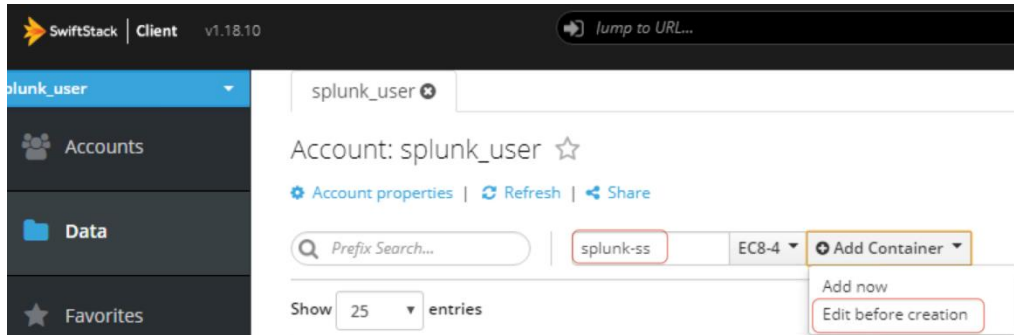 SwiftStack Client v1.18.10
Jump to URL...
splunk_user
splunk_user
Accounts
Account: splunk_user
Account properties | Refresh | Share
Data
Prefix Search...
splunk-ss
EC8-4
Add Container
Add now
Edit before creation
Favorites
Show 25 entries